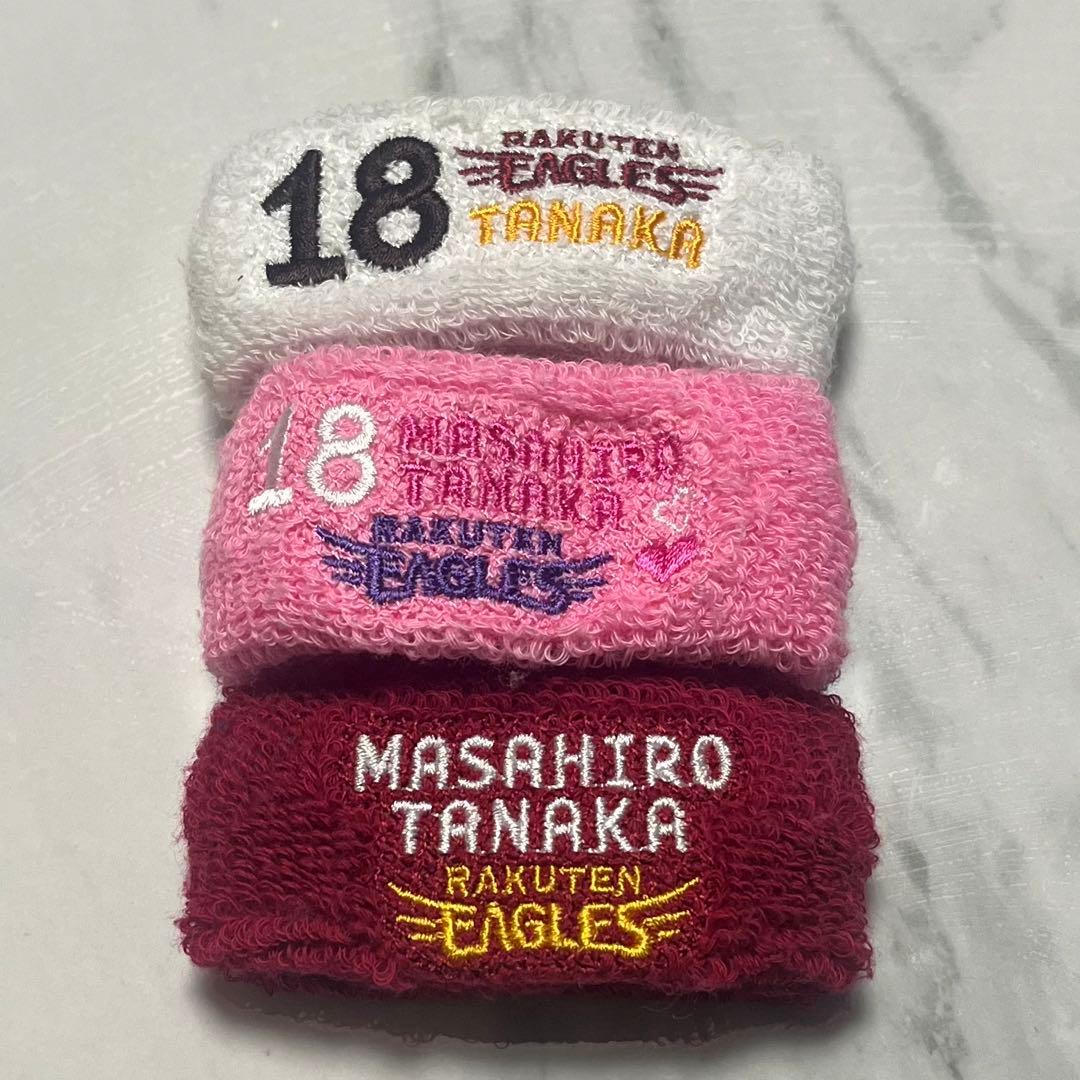 18
RAKUTEN
EAGLES
TANAKA
18
MASAHIRO
TANAKA
RAKUTEN
EAGLES
MASAHIRO
TANAKA
RAKUTEN
EAGLES